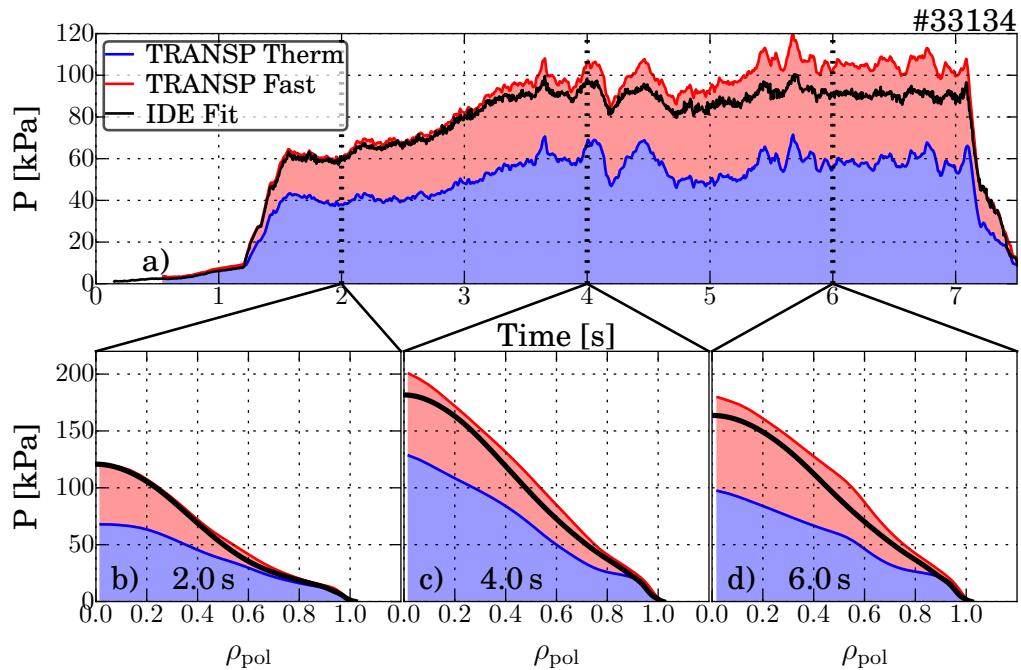 #33134
120
100
80
60
40
20
0
P [kPa]
TRANSP Therm
TRANSP Fast
IDE Fit
a)
0 1 2 3 4 5 6 7
Time [s]
200
150
100
50
0
P [kPa]
b) 2.0 s
c) 4.0 s
d) 6.0 s
0.0 0.2 0.4 0.6 0.8 1.0
0.0 0.2 0.4 0.6 0.8 1.0
0.0 0.2 0.4 0.6 0.8 1.0
ρpol
ρpol
ρpol